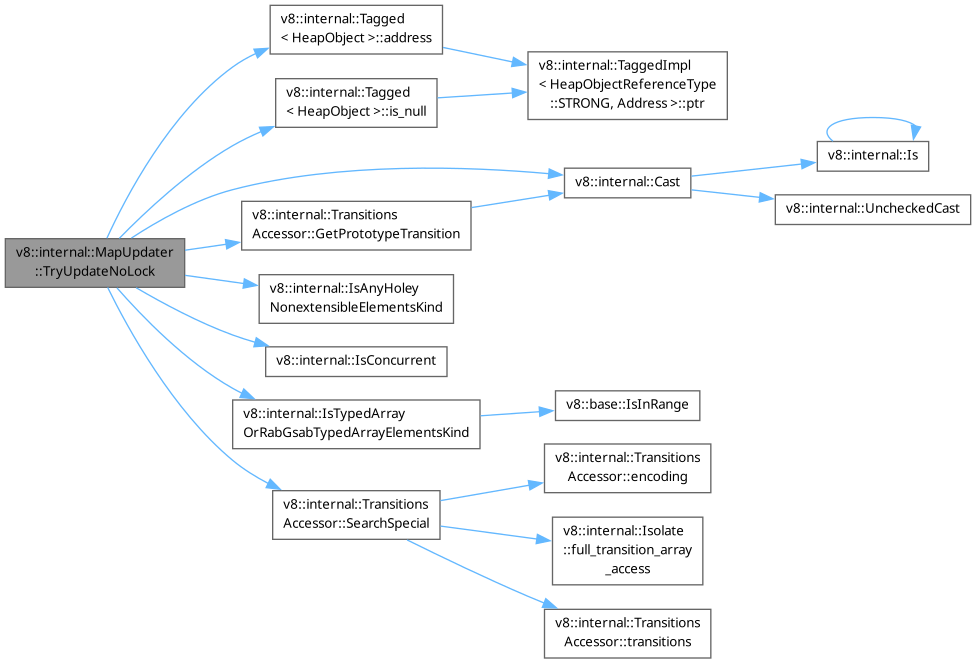 v8::internal::MapUpdater
::TryUpdateNoLock
v8::internal::Tagged
< HeapObject >::address
v8::internal::TaggedImpl
< HeapObjectReferenceType
::STRONG, Address >::ptr
v8::internal::Tagged
< HeapObject >::is_null
v8::internal::Cast
v8::internal::Is
v8::internal::UncheckedCast
v8::internal::Transitions
Accessor::GetPrototypeTransition
v8::internal::IsAnyHoley
NonextensibleElementsKind
v8::internal::IsConcurrent
v8::internal::IsTypedArray
OrRabGsabTypedArrayElementsKind
v8::base::IsInRange
v8::internal::Transitions
Accessor::SearchSpecial
v8::internal::Transitions
Accessor::encoding
v8::internal::Isolate
::full_transition_array
_access
v8::internal::Transitions
Accessor::transitions